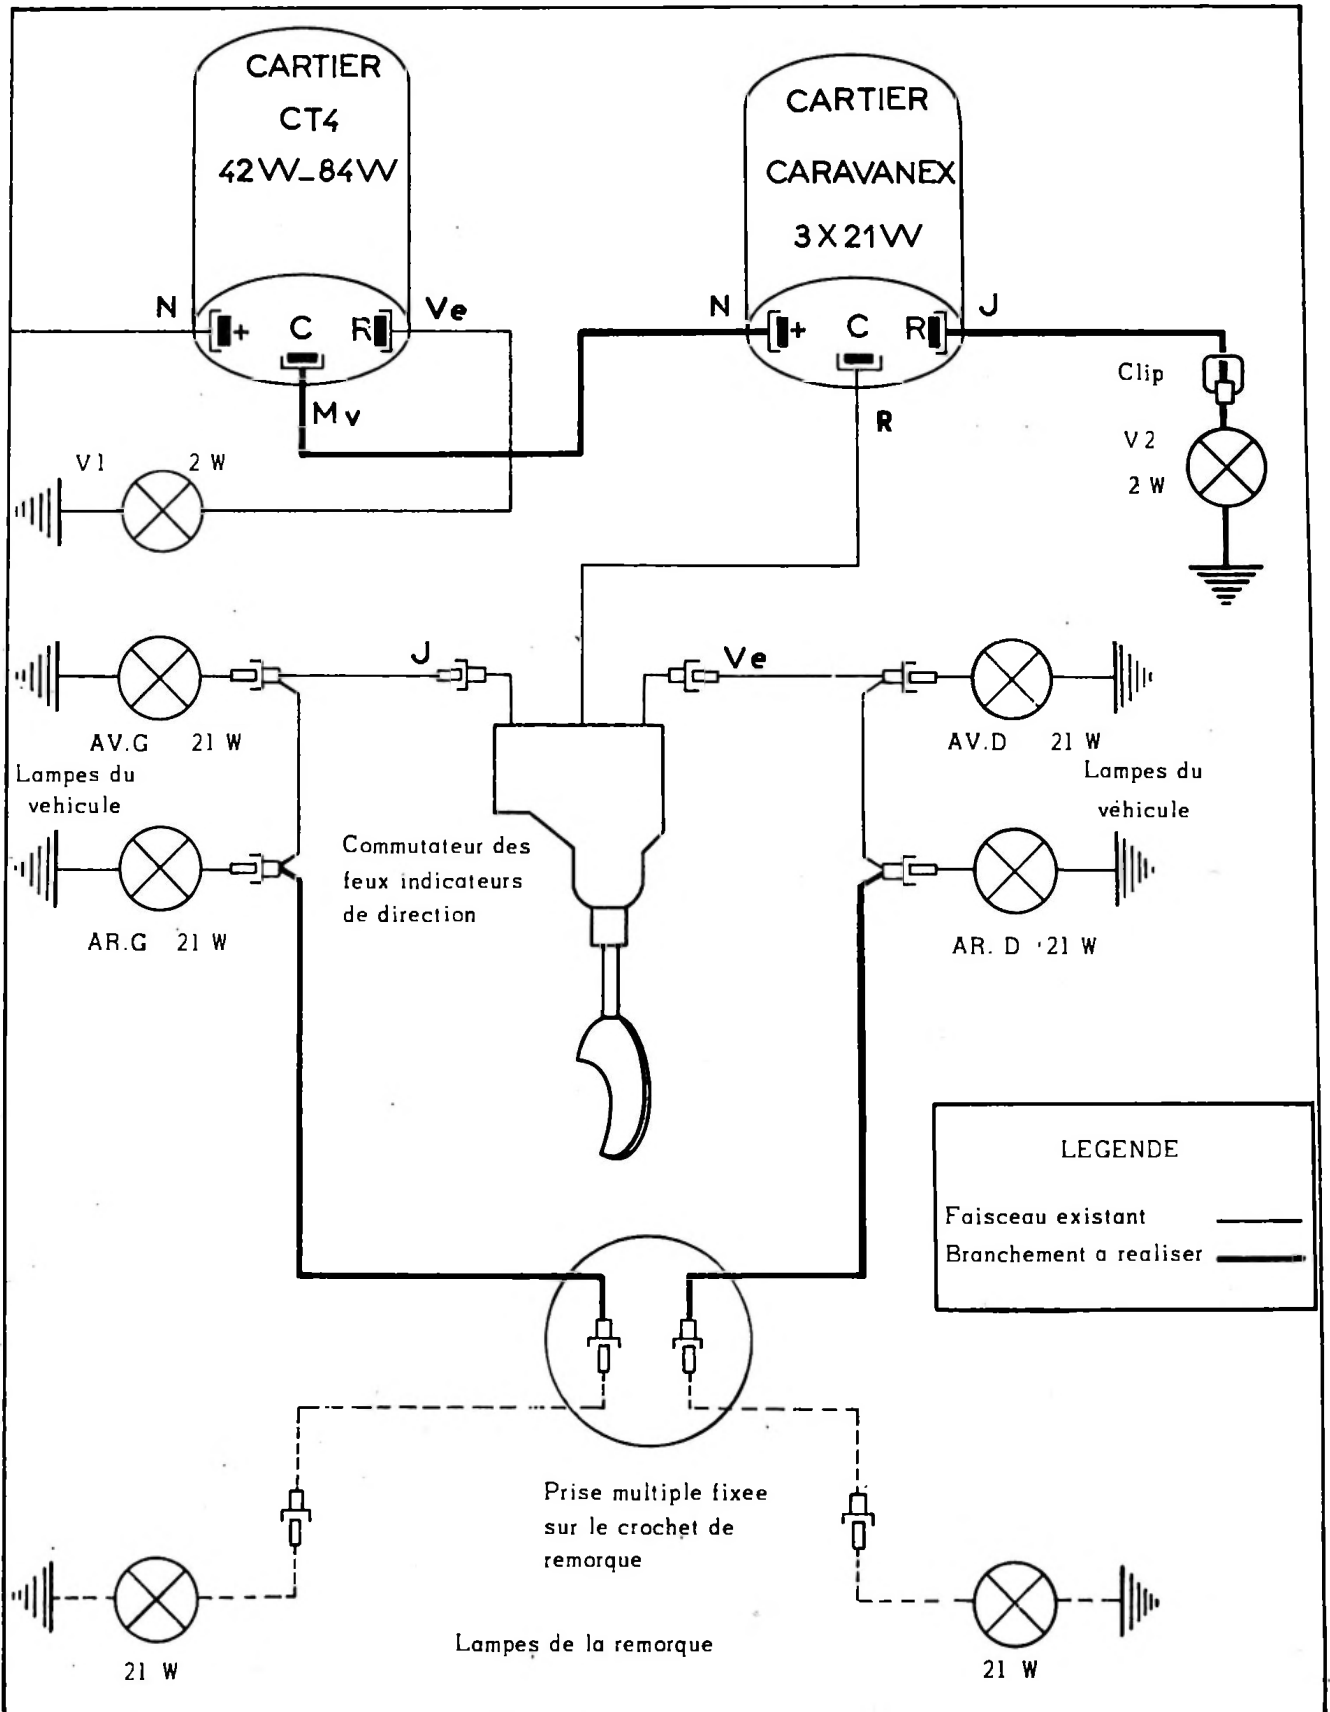 CARTIER
CT4
42W_84W
CARTIER
CARAVANEX
3X21W
N
+
C
R
Ve
N
+
C
R
J
Mv
R
Clip
V2
2 W
V1
2 W
J
Ve
AV.G 21 W
AV.D 21 W
Lampes du
vehicule
Lampes du
véhicule
Commutateur des
feux indicateurs
de direction
AR.G 21 W
AR. D 21 W
LEGENDE
Faisceau existant
Branchement a realiser
Prise multiple fixee
sur le crochet de
remorque
Lampes de la remorque
21 W
21 W